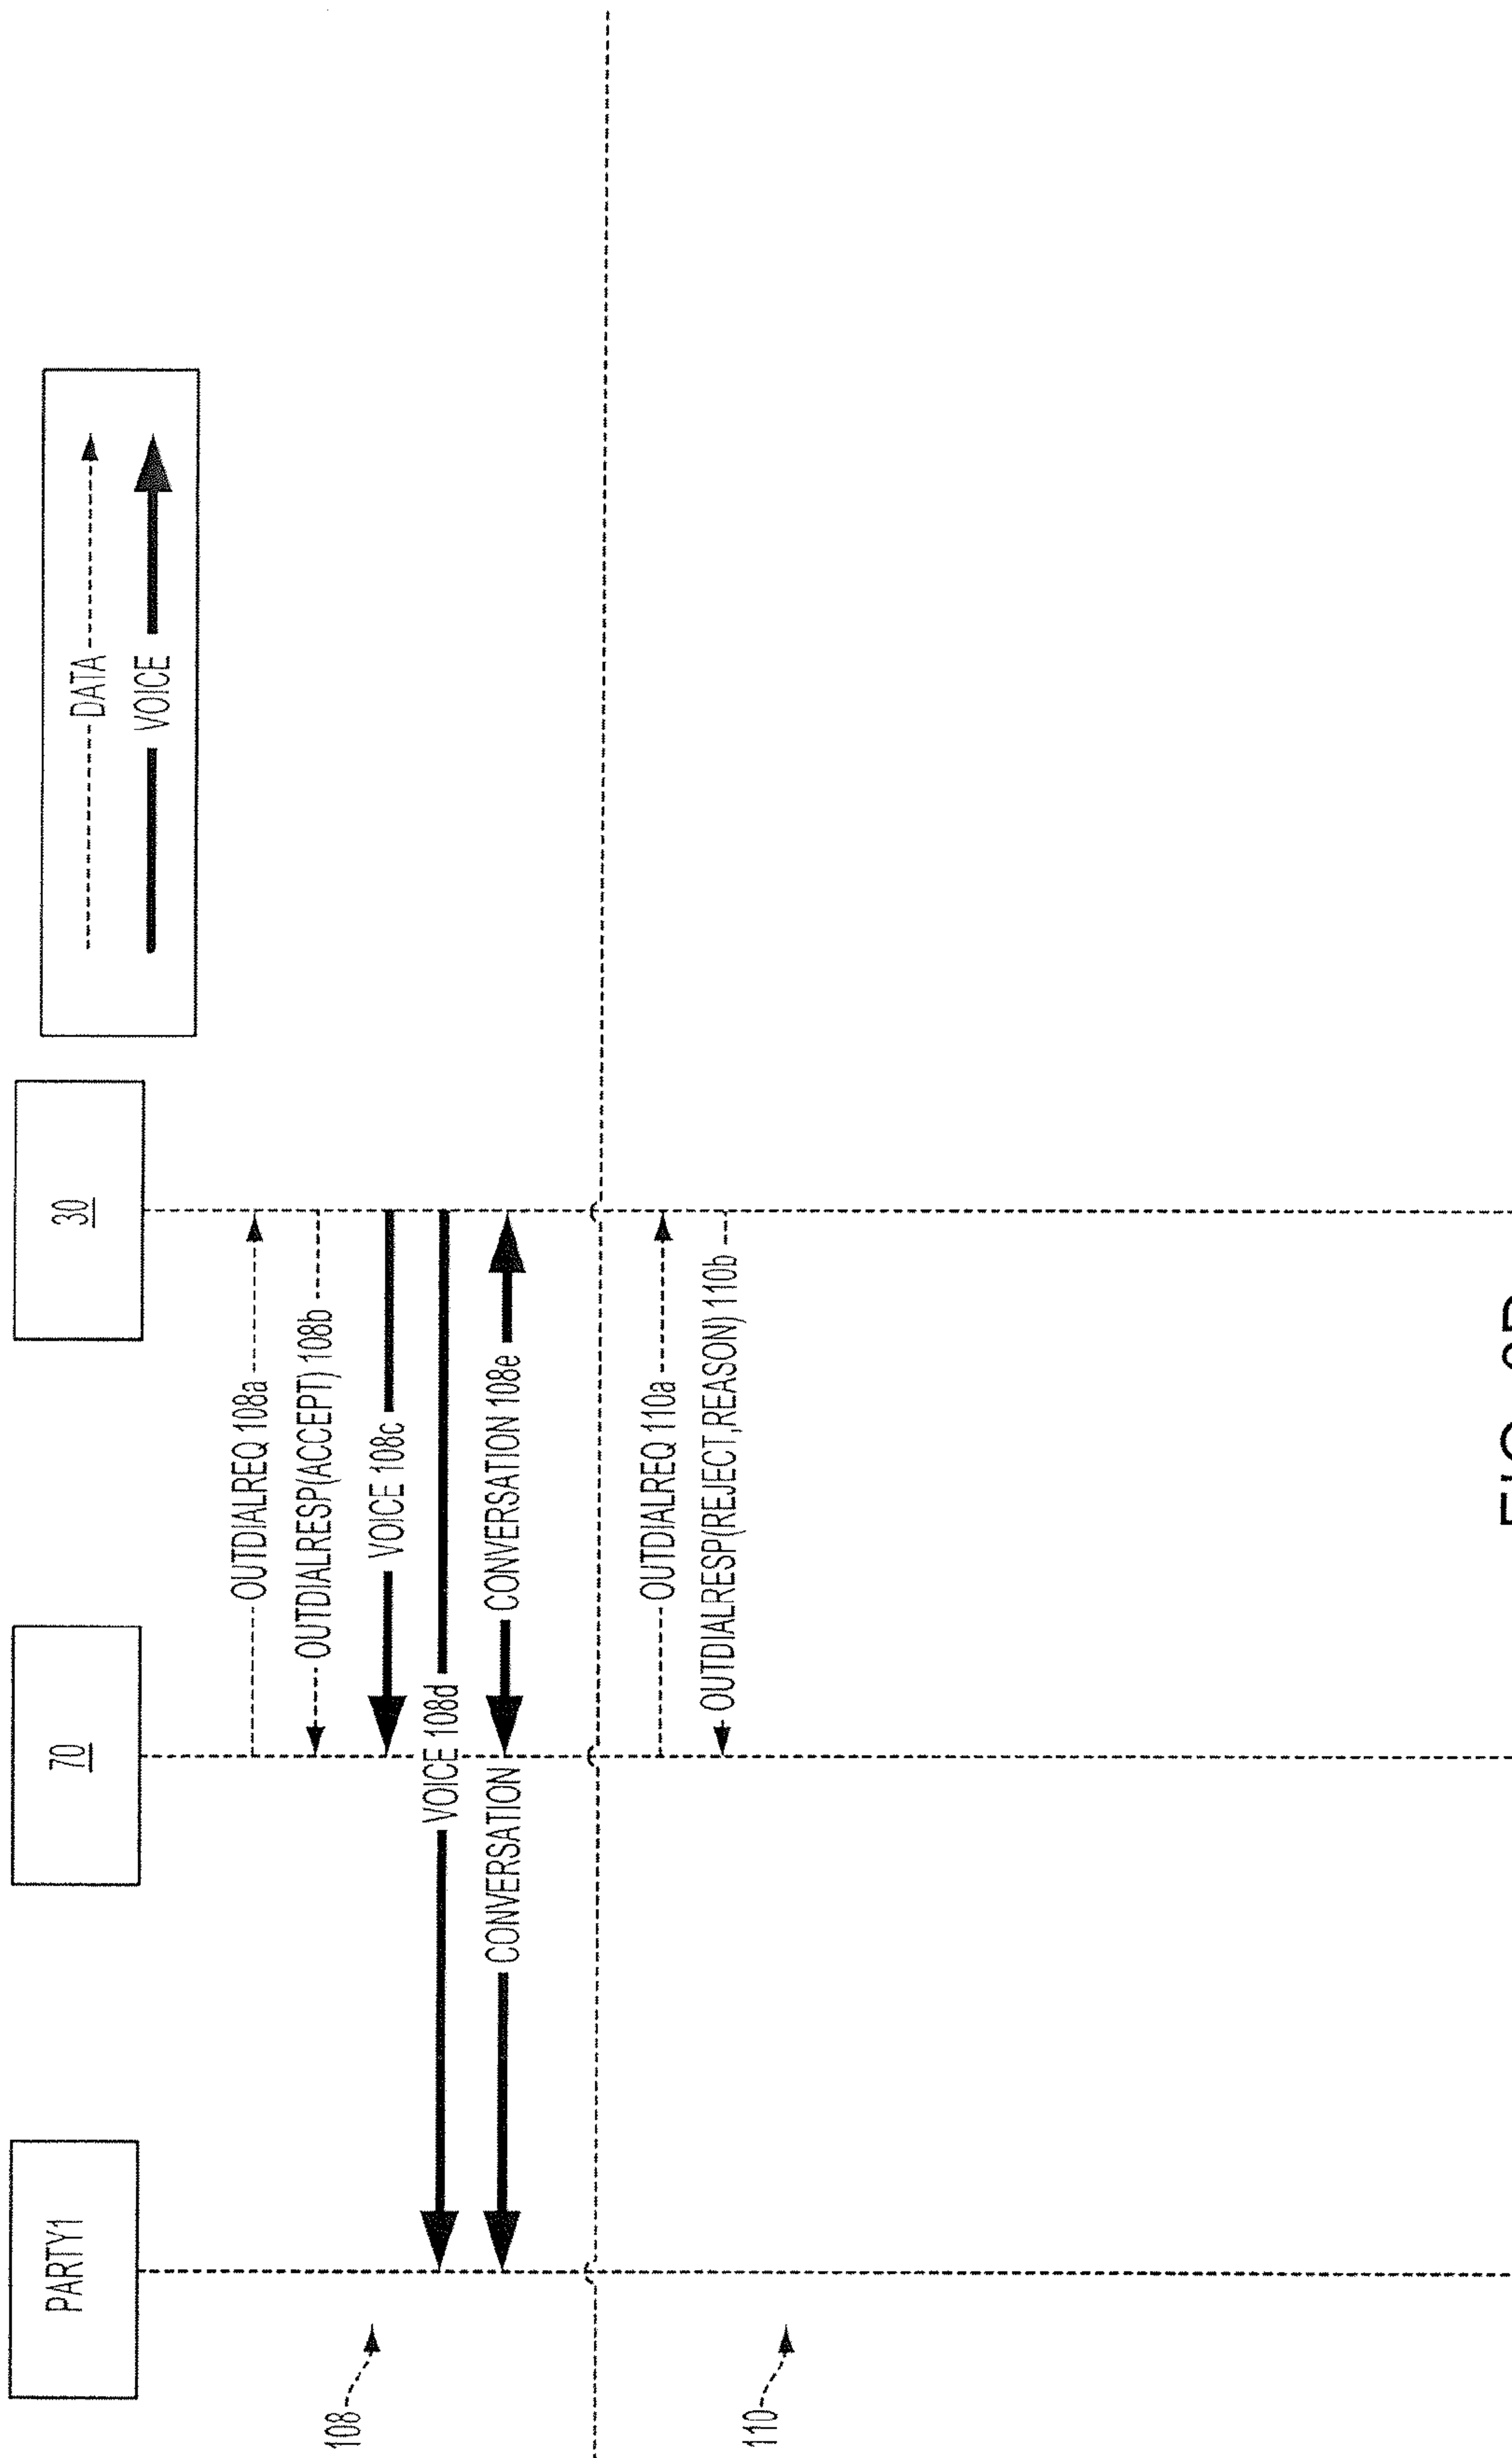 PARTY1
70
30
DATA
VOICE
108
OUTDIALREQ 108a
OUTDIALRESP(ACCEPT) 108b
VOICE 108c
VOICE 108d
CONVERSATION
CONVERSATION 108e
110
OUTDIALREQ 110a
OUTDIALRESP(REJECT,REASON) 110b